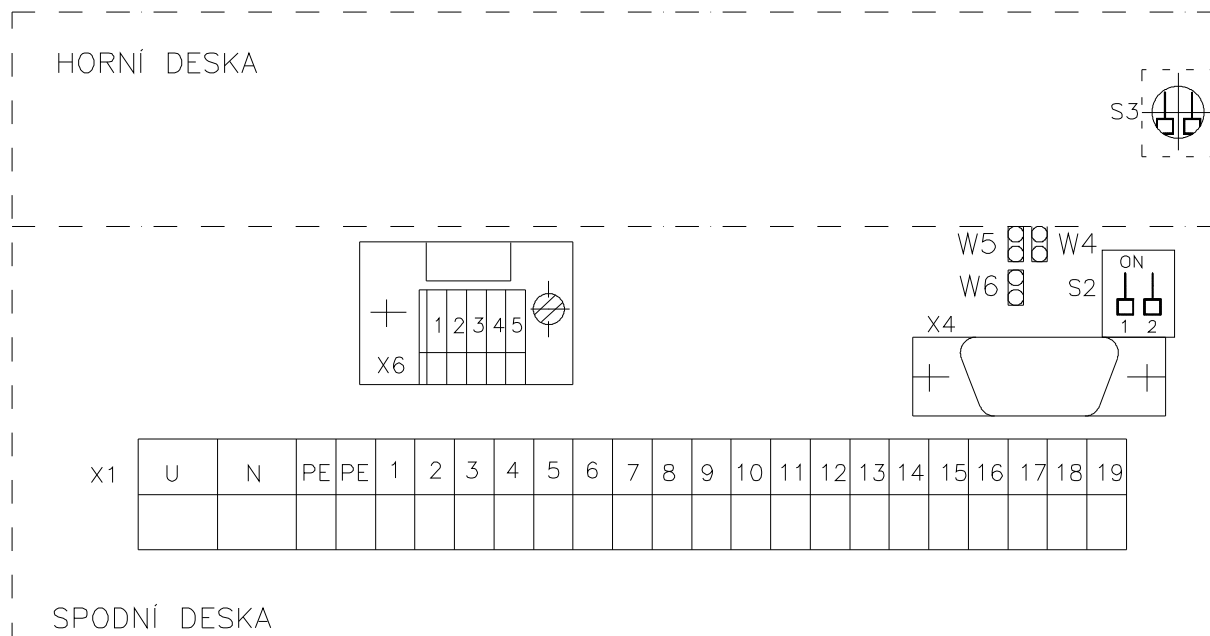 HORNÍ DESKA
S3
W5 W4
ON
W6 S2
1 2
X4
1 2 3 4 5
X6
X1 U N PE PE 1 2 3 4 5 6 7 8 9 10 11 12 13 14 15 16 17 18 19
SPODNÍ DESKA